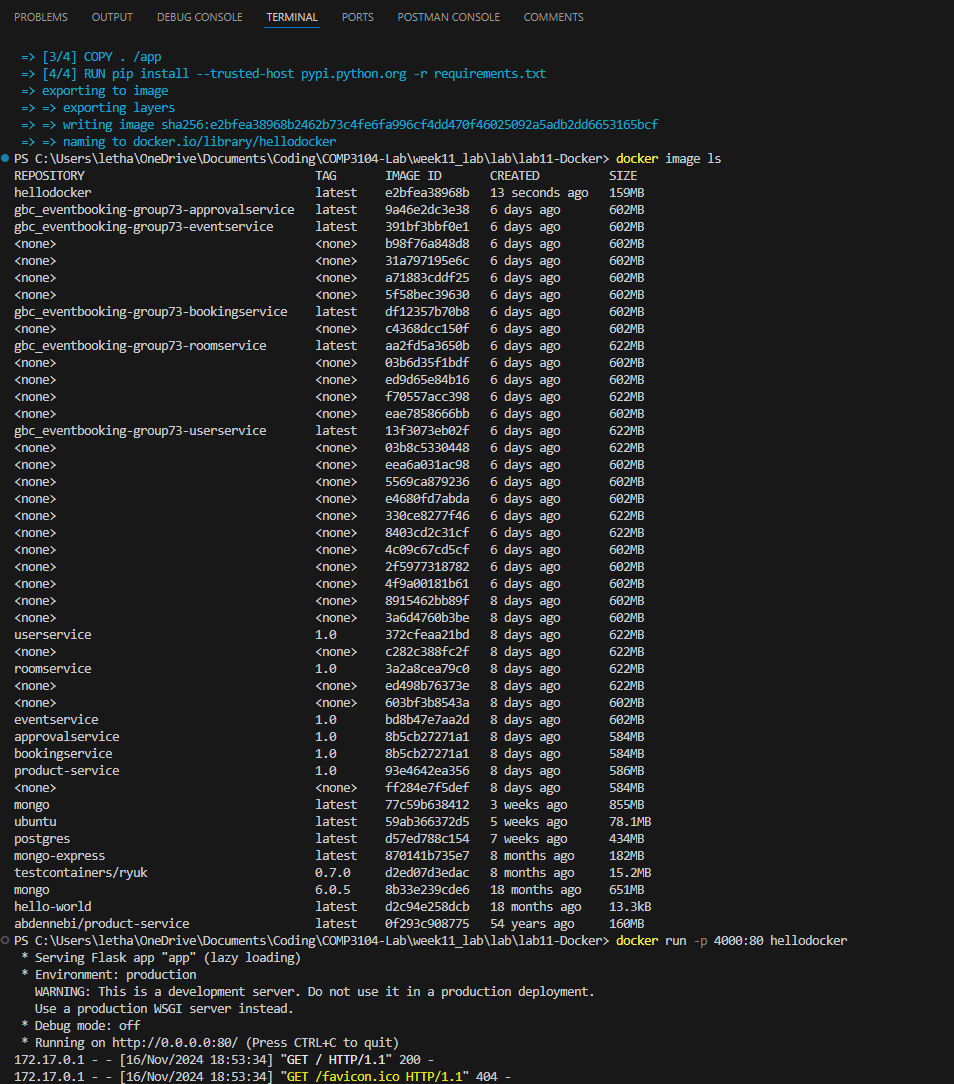 PROBLEMS OUTPUT DEBUG CONSOLE TERMINAL PORTS POSTMAN CONSOLE COMMENTS
=> [3/4] COPY . /app
=> [4/4] RUN pip install --trusted-host pypi.python.org -r requirements.txt
=> exporting to image
=> => exporting layers
=> => writing image sha256:e2bfea38968b2462b73c4fe6fa996cf4dd470f46025092a5adb2dd6653165bcf
=> => naming to docker.io/library/hellodocker
PS C:\Users\letha\OneDrive\Documents\Coding\COMP3104-Lab\week11_lab\lab\lab11-Docker> docker image ls
REPOSITORY TAG IMAGE ID CREATED SIZE
hellodocker latest e2bfea38968b 13 seconds ago 159MB
gbc_eventbooking-group73-approvalservice latest 9a46e2dc3e38 6 days ago 602MB
gbc_eventbooking-group73-eventservice latest 391bf3bbf0e1 6 days ago 602MB
<none> <none> b98f76a848d8 6 days ago 602MB
<none> <none> 31a797195e6c 6 days ago 602MB
<none> <none> a71883cddf25 6 days ago 602MB
<none> <none> 5f58bec39630 6 days ago 602MB
gbc_eventbooking-group73-bookingservice latest df12357b70b8 6 days ago 602MB
<none> <none> c4368dcc150f 6 days ago 602MB
gbc_eventbooking-group73-roomservice latest aa2fd5a3650b 6 days ago 622MB
<none> <none> 03b6d35f1bdf 6 days ago 602MB
<none> <none> ed9d65e84b16 6 days ago 602MB
<none> <none> f70557acc398 6 days ago 622MB
<none> <none> eae7858666bb 6 days ago 602MB
gbc_eventbooking-group73-userservice latest 13f3073eb02f 6 days ago 622MB
<none> <none> 03b8c5330448 6 days ago 622MB
<none> <none> eea6a031ac98 6 days ago 602MB
<none> <none> 5569ca879236 6 days ago 602MB
<none> <none> e4680fd7abda 6 days ago 602MB
<none> <none> 330ce8277f46 6 days ago 622MB
<none> <none> 8403cd2c31cf 6 days ago 622MB
<none> <none> 4c09c67cd5cf 6 days ago 602MB
<none> <none> 2f5977318782 6 days ago 602MB
<none> <none> 4f9a00181b61 6 days ago 602MB
<none> <none> 8915462bb89f 8 days ago 602MB
<none> <none> 3a6d4760b3be 8 days ago 602MB
userservice 1.0 372cfeaa21bd 8 days ago 622MB
<none> <none> c282c388fc2f 8 days ago 622MB
roomservice 1.0 3a2a8cea79c0 8 days ago 622MB
<none> <none> ed498b76373e 8 days ago 622MB
<none> <none> 603bf3b8543a 8 days ago 602MB
eventservice 1.0 bd8b47e7aa2d 8 days ago 602MB
approvalservice 1.0 8b5cb27271a1 8 days ago 584MB
bookingservice 1.0 8b5cb27271a1 8 days ago 584MB
product-service 1.0 93e4642ea356 8 days ago 586MB
<none> <none> ff284e7f5def 8 days ago 584MB
mongo latest 77c59b638412 3 weeks ago 855MB
ubuntu latest 59ab366372d5 5 weeks ago 78.1MB
postgres latest d57ed788c154 7 weeks ago 434MB
mongo-express latest 870141b735e7 8 months ago 182MB
testcontainers/ryuk 0.7.0 d2ed07d3edac 8 months ago 15.2MB
mongo 6.0.5 8b33e239cde6 18 months ago 651MB
hello-world latest d2c94e258dcb 18 months ago 13.3kB
abdennebi/product-service latest 0f293c908775 54 years ago 160MB
PS C:\Users\letha\OneDrive\Documents\Coding\COMP3104-Lab\week11_lab\lab\lab11-Docker> docker run -p 4000:80 hellodocker
* Serving Flask app "app" (lazy loading)
* Environment: production
WARNING: This is a development server. Do not use it in a production deployment.
Use a production WSGI server instead.
* Debug mode: off
* Running on http://0.0.0.0:80/ (Press CTRL+C to quit)
172.17.0.1 - - [16/Nov/2024 18:53:34] "GET / HTTP/1.1" 200 -
172.17.0.1 - - [16/Nov/2024 18:53:34] "GET /favicon.ico HTTP/1.1" 404 -